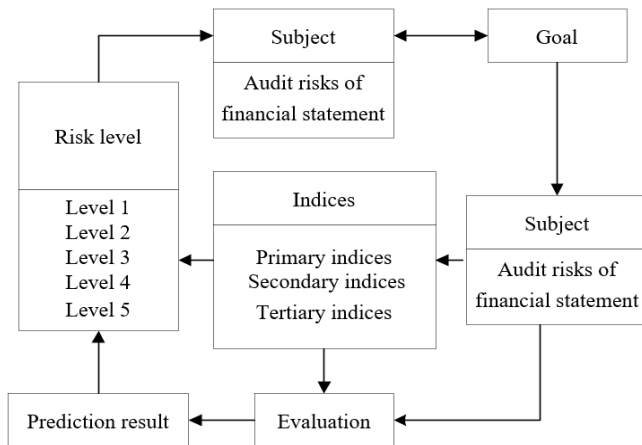 Subject
Goal
Audit risks of
financial statement
Risk level
Level 1
Level 2
Level 3
Level 4
Level 5
Indices
Primary indices
Secondary indices
Tertiary indices
Subject
Audit risks of
financial statement
Prediction result
Evaluation